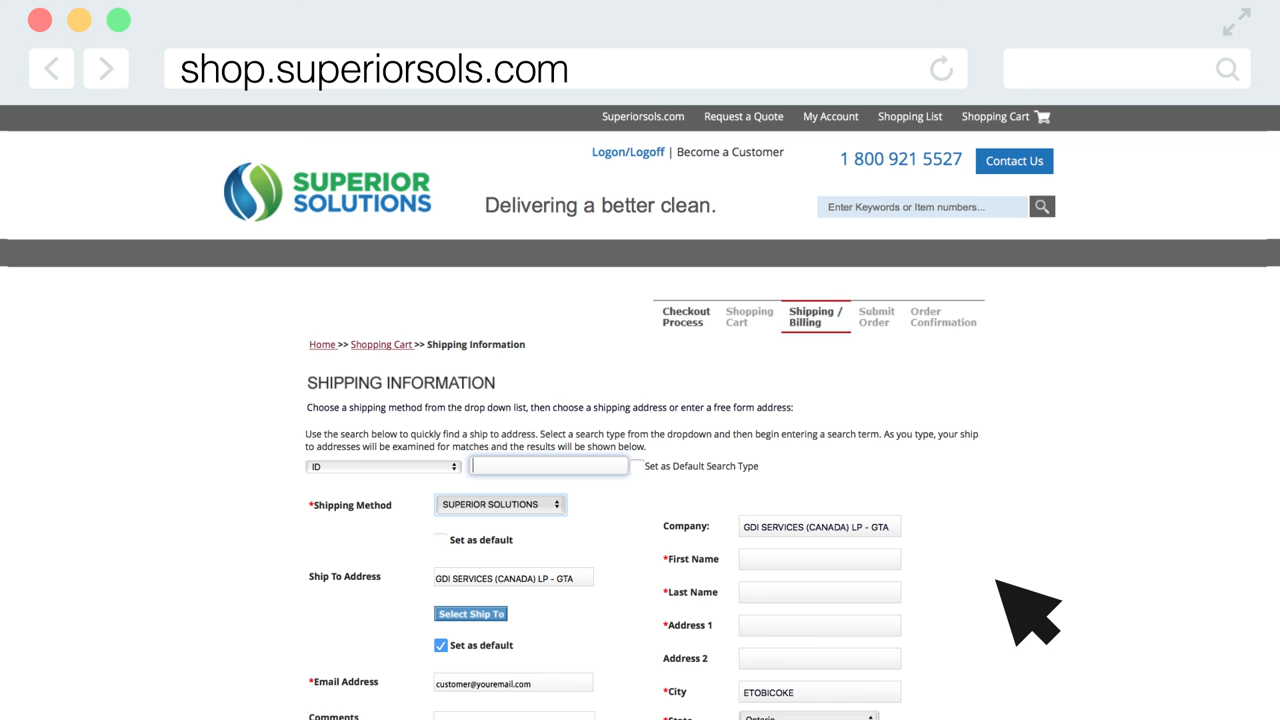 shop.superiorsols.com
Superiorsols.com Request a Quote My Account Shopping List Shopping Cart
Logon/Logoff | Become a Customer
1 800 921 5527 Contact Us
SUPERIOR
SOLUTIONS
Delivering a better clean.
Enter Keywords or Item numbers...
Checkout Process
Shopping Cart
Shipping / Billing
Submit Order
Order Confirmation
Home >> Shopping Cart >> Shipping Information
SHIPPING INFORMATION
Choose a shipping method from the drop down list, then choose a shipping address or enter a free form address:
Use the search below to quickly find a ship to address. Select a search type from the dropdown and then begin entering a search term. As you type, your ship
to addresses will be examined for matches and the results will be shown below.
ID Set as Default Search Type
*Shipping Method SUPERIOR SOLUTIONS
Set as default
Ship To Address GDI SERVICES (CANADA) LP - GTA
Select Ship To
Set as default
*Email Address customer@youremail.com
Comments
Company: GDI SERVICES (CANADA) LP - GTA
*First Name
*Last Name
*Address 1
Address 2
*City ETOBICOKE
*State Ontario